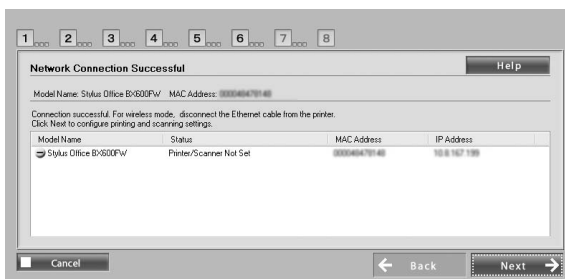 1 2 3 4 5 6 7 8
Network Connection Successful
Help
Model Name: Stylus Office BX600FW MAC Address:
Connection successful. For wireless mode, disconnect the Ethernet cable from the printer.
Click Next to configure printing and scanning settings.
Model Name Status MAC Address IP Address
Stylus Office BX600FW Printer/Scanner Not Set
Cancel
Back
Next